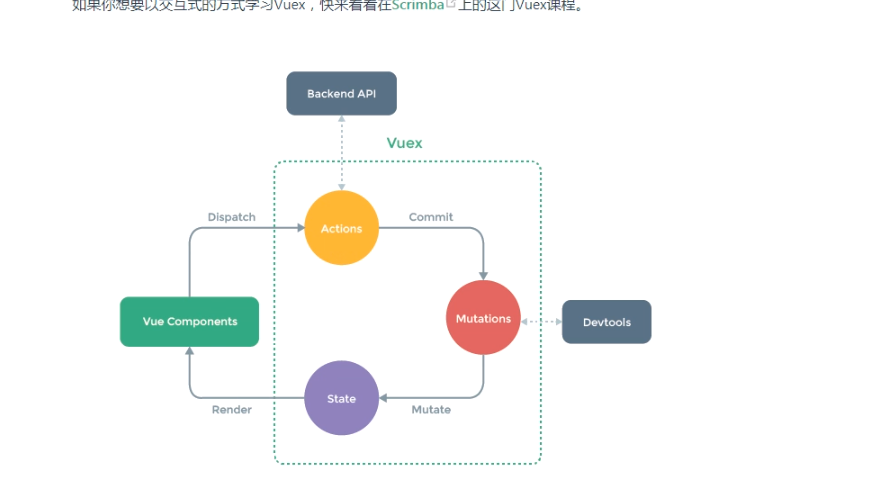 如果你想要以交互式的方式学习Vuex，快来看看在Scrimba上的这门Vuex课程。
Backend API
Vuex
Dispatch
Commit
Actions
Vue Components
Mutations
Devtools
State
Render
Mutate